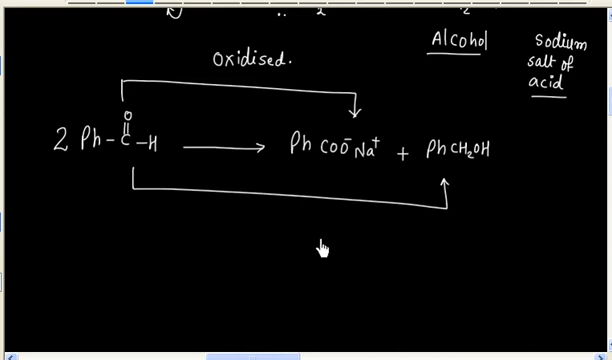 Alcohol
Sodium salt of acid
Oxidised.
O
2 Ph-C-H → PhCOO⁻Na⁺ + PhCH₂OH